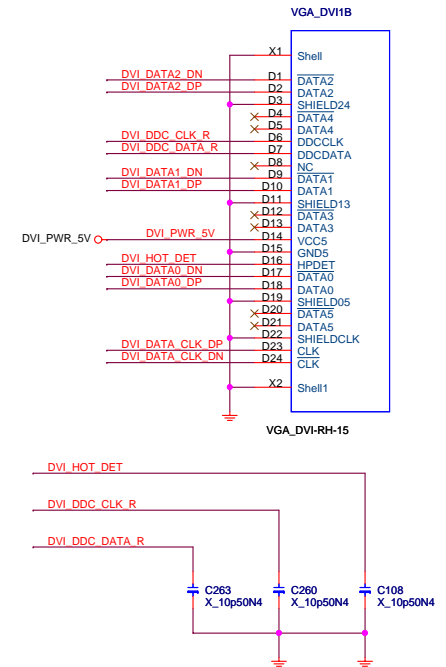 VGA_DVI1B
X1 Shell
DVI_DATA2_DN D1 DATA2
DVI_DATA2_DP D2 DATA2
D3 SHIELD24
D4 DATA4
D5 DATA4
DVI_DDC_CLK_R D6 DDCCLK
DVI_DDC_DATA_R D7 DDCDATA
D8 NC
DVI_DATA1_DN D9 DATA1
DVI_DATA1_DP D10 DATA1
D11 SHIELD13
D12 DATA3
D13 DATA3
DVI_PWR_5V DVI_PWR_5V D14 VCC5
D15 GND5
DVI_HOT_DET D16 HPDET
DVI_DATA0_DN D17 DATA0
DVI_DATA0_DP D18 DATA0
D19 SHIELD05
D20 DATA5
D21 DATA5
D22 SHIELDCLK
DVI_DATA_CLK_DP D23 CLK
DVI_DATA_CLK_DN D24 CLK
X2 Shell1
VGA_DVI-RH-15
DVI_HOT_DET
DVI_DDC_CLK_R
DVI_DDC_DATA_R
C263 C260 C108
X_10p50N4 X_10p50N4 X_10p50N4